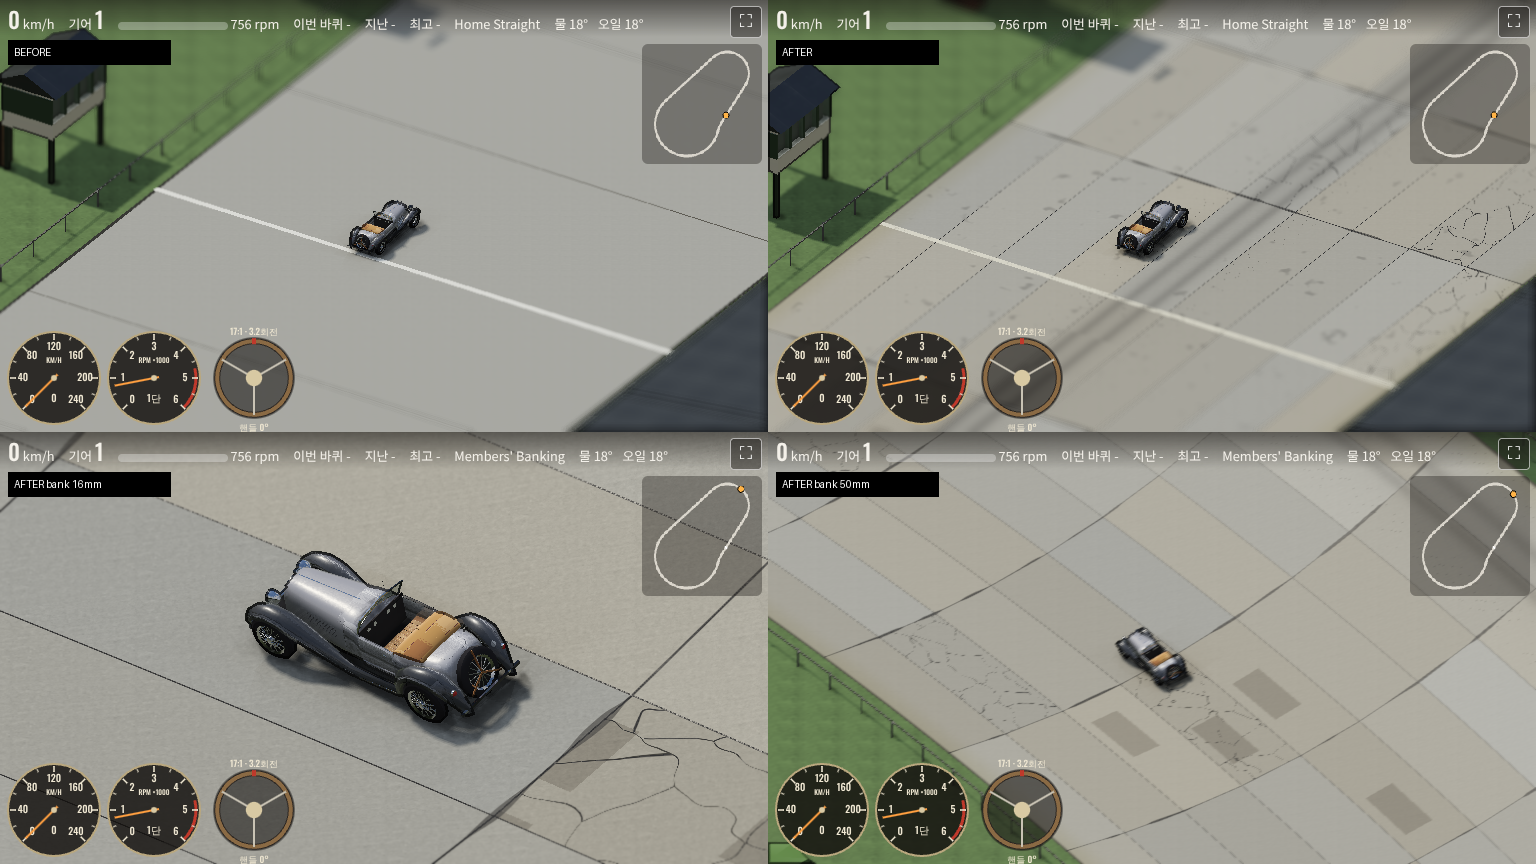 0 km/h 기어 1 756 rpm 이번 바퀴 - 지난 - 최고 - Home Straight 물 18° 오일 18°
BEFORE
17:1 · 3.2회전
0 40 80 120 160 200 240 KM/H 0
0 1 2 3 4 5 6 RPM ×1000 1단
핸들 0°
0 km/h 기어 1 756 rpm 이번 바퀴 - 지난 - 최고 - Home Straight 물 18° 오일 18°
AFTER
17:1 · 3.2회전
0 40 80 120 160 200 240 KM/H 0
0 1 2 3 4 5 6 RPM ×1000 1단
핸들 0°
0 km/h 기어 1 756 rpm 이번 바퀴 - 지난 - 최고 - Members' Banking 물 18° 오일 18°
AFTER bank 16mm
17:1 · 3.2회전
0 40 80 120 160 200 240 KM/H 0
0 1 2 3 4 5 6 RPM ×1000 1단
핸들 0°
0 km/h 기어 1 756 rpm 이번 바퀴 - 지난 - 최고 - Members' Banking 물 18° 오일 18°
AFTER bank 50mm
17:1 · 3.2회전
0 40 80 120 160 200 240 KM/H 0
0 1 2 3 4 5 6 RPM ×1000 1단
핸들 0°